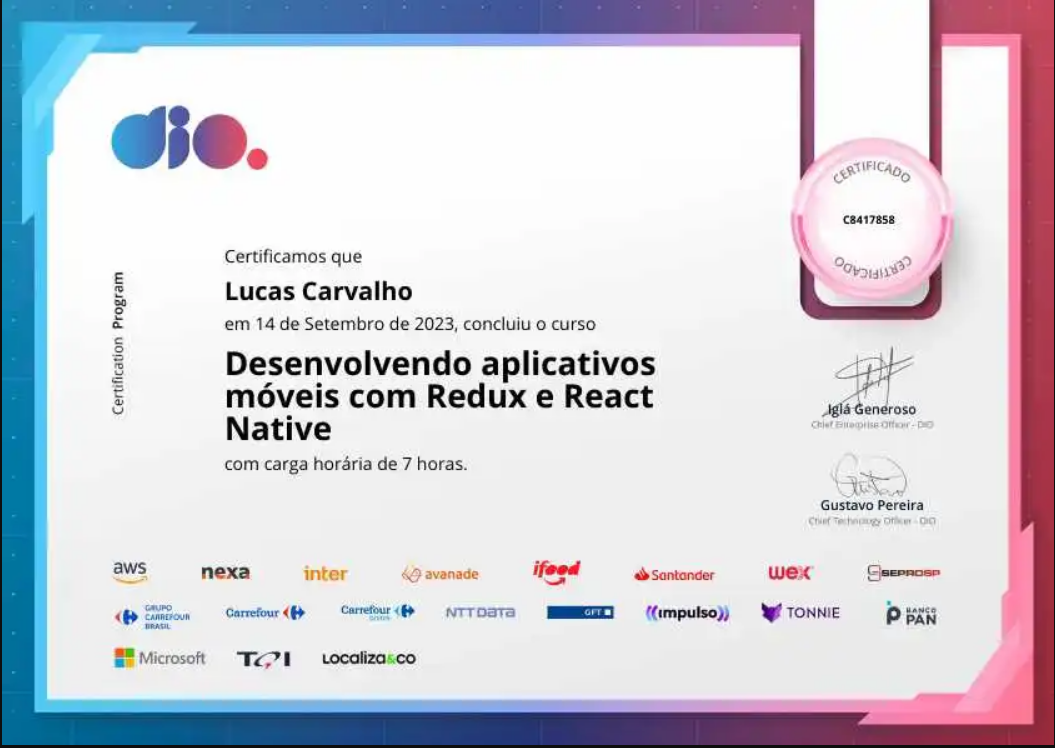 dio.
CERTIFICADO
C8417858
CERTIFICADO
Certification Program
Certificamos que
Lucas Carvalho
em 14 de Setembro de 2023, concluiu o curso
Desenvolvendo aplicativos
móveis com Redux e React
Native
com carga horária de 7 horas.
Iglá Generoso
Chief Enterprise Officer - DIO
Gustavo Pereira
Chief Technology Officer - DIO
aws nexa inter avanade ifood Santander wex SEPROSP
GRUPO
CARREFOUR
BRASIL
Carrefour Carrefour NTT DATA GFT ((impulso)) TONNIE BANCO
PAN
Microsoft TQI Localiza&co